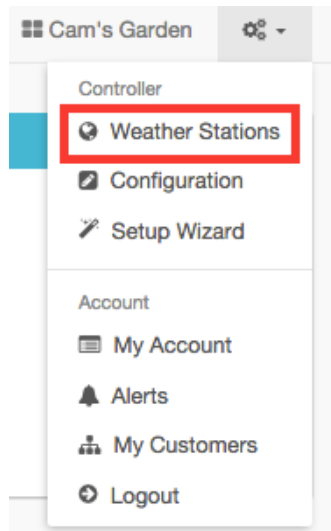 Cam's Garden
Controller
Weather Stations
Configuration
Setup Wizard
Account
My Account
Alerts
My Customers
Logout